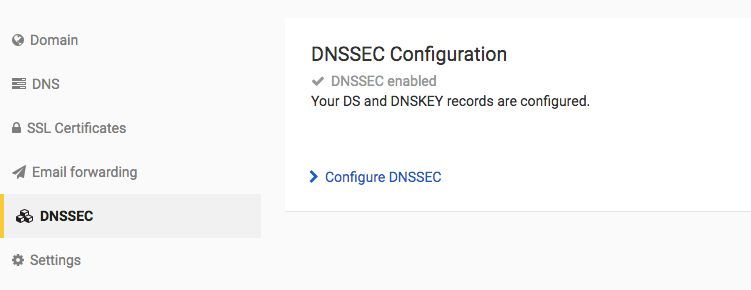 Domain
DNS
SSL Certificates
Email forwarding
DNSSEC
Settings
DNSSEC Configuration
DNSSEC enabled
Your DS and DNSKEY records are configured.
Configure DNSSEC